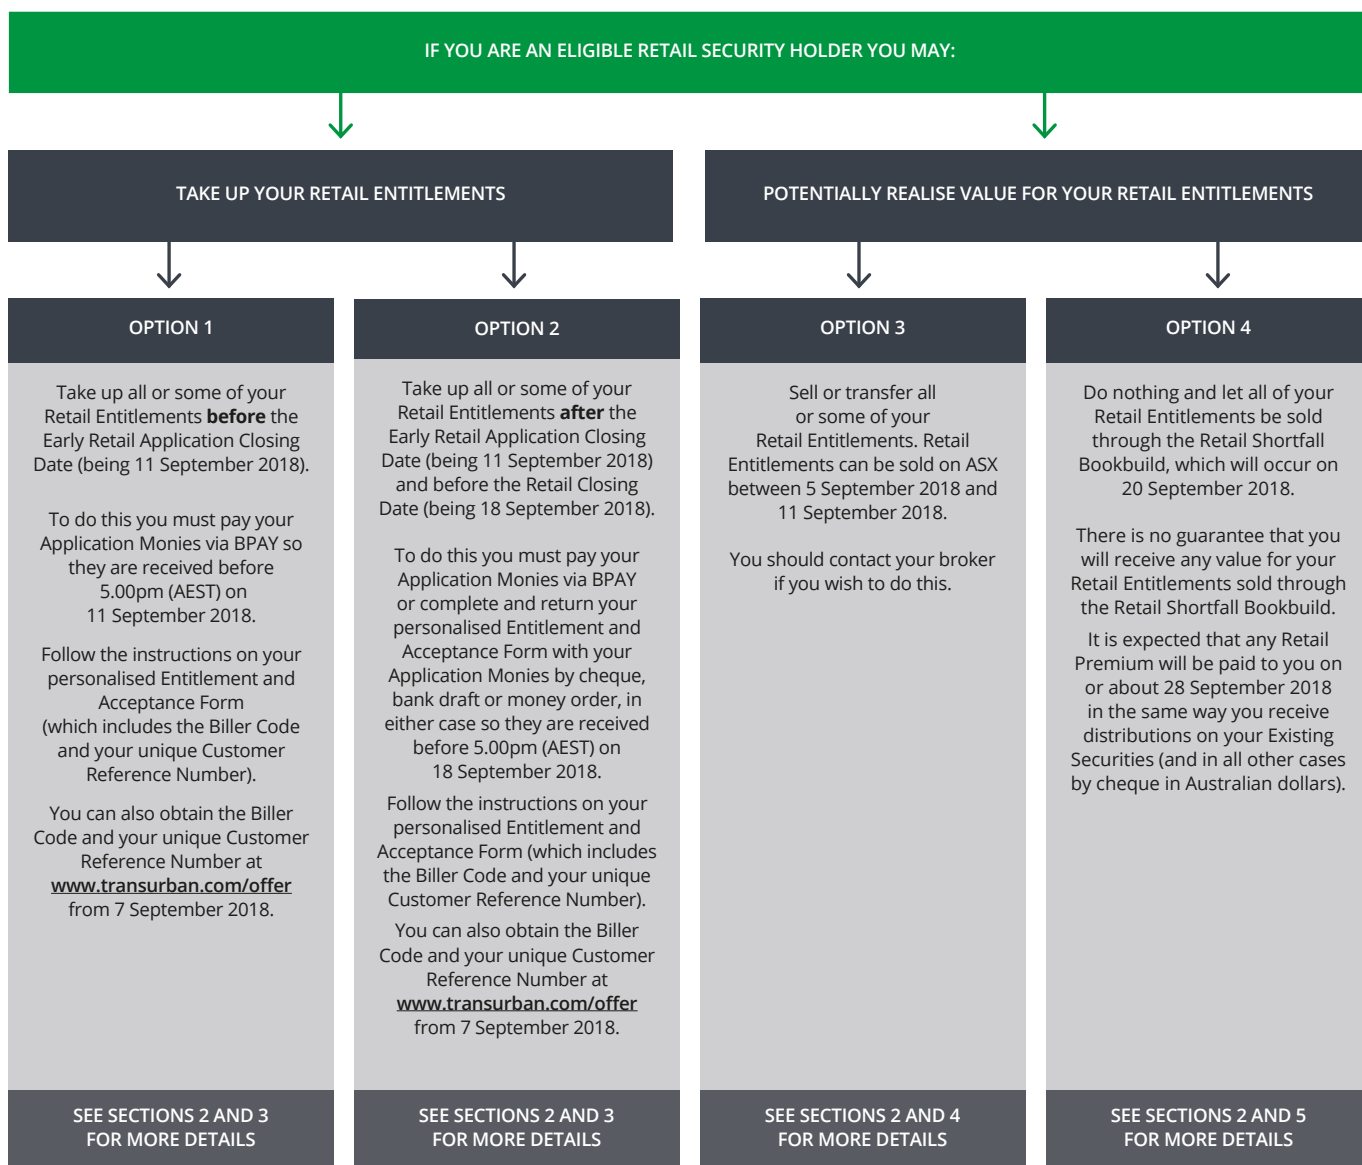 IF YOU ARE AN ELIGIBLE RETAIL SECURITY HOLDER YOU MAY:
TAKE UP YOUR RETAIL ENTITLEMENTS
POTENTIALLY REALISE VALUE FOR YOUR RETAIL ENTITLEMENTS
OPTION 1
Take up all or some of your
Retail Entitlements before the
Early Retail Application Closing
Date (being 11 September 2018).
To do this you must pay your
Application Monies via BPAY so
they are received before
5.00pm (AEST) on
11 September 2018.
Follow the instructions on your
personalised Entitlement and
Acceptance Form
(which includes the Biller Code
and your unique Customer
Reference Number).
You can also obtain the Biller
Code and your unique Customer
Reference Number at
www.transurban.com/offer
from 7 September 2018.
SEE SECTIONS 2 AND 3
FOR MORE DETAILS
OPTION 2
Take up all or some of your
Retail Entitlements after the
Early Retail Application Closing
Date (being 11 September 2018)
and before the Retail Closing
Date (being 18 September 2018).
To do this you must pay your
Application Monies via BPAY
or complete and return your
personalised Entitlement and
Acceptance Form with your
Application Monies by cheque,
bank draft or money order, in
either case so they are received
before 5.00pm (AEST) on
18 September 2018.
Follow the instructions on your
personalised Entitlement and
Acceptance Form (which includes
the Biller Code and your unique
Customer Reference Number).
You can also obtain the Biller
Code and your unique Customer
Reference Number at
www.transurban.com/offer
from 7 September 2018.
SEE SECTIONS 2 AND 3
FOR MORE DETAILS
OPTION 3
Sell or transfer all
or some of your
Retail Entitlements. Retail
Entitlements can be sold on ASX
between 5 September 2018 and
11 September 2018.
You should contact your broker
if you wish to do this.
SEE SECTIONS 2 AND 4
FOR MORE DETAILS
OPTION 4
Do nothing and let all of your
Retail Entitlements be sold
through the Retail Shortfall
Bookbuild, which will occur on
20 September 2018.
There is no guarantee that you
will receive any value for your
Retail Entitlements sold through
the Retail Shortfall Bookbuild.
It is expected that any Retail
Premium will be paid to you on
or about 28 September 2018
in the same way you receive
distributions on your Existing
Securities (and in all other cases
by cheque in Australian dollars).
SEE SECTIONS 2 AND 5
FOR MORE DETAILS